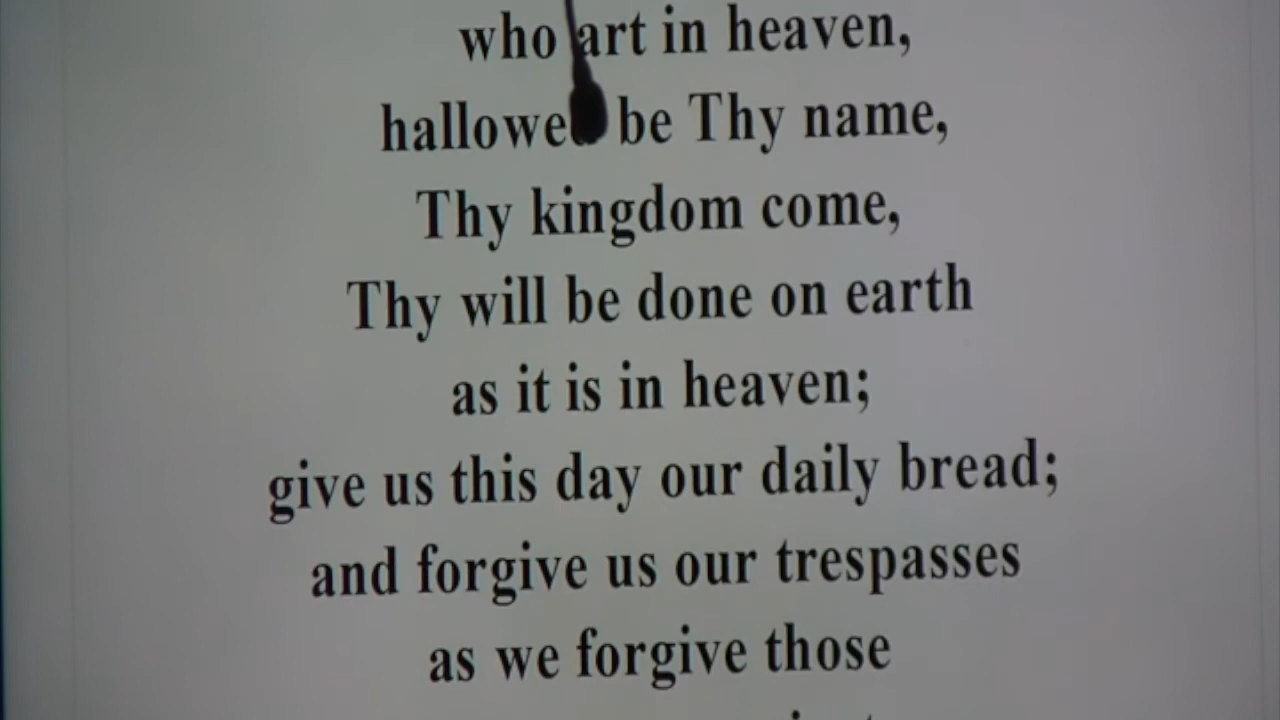 who art in heaven,
hallowed be Thy name,
Thy kingdom come,
Thy will be done on earth
as it is in heaven;
give us this day our daily bread;
and forgive us our trespasses
as we forgive those